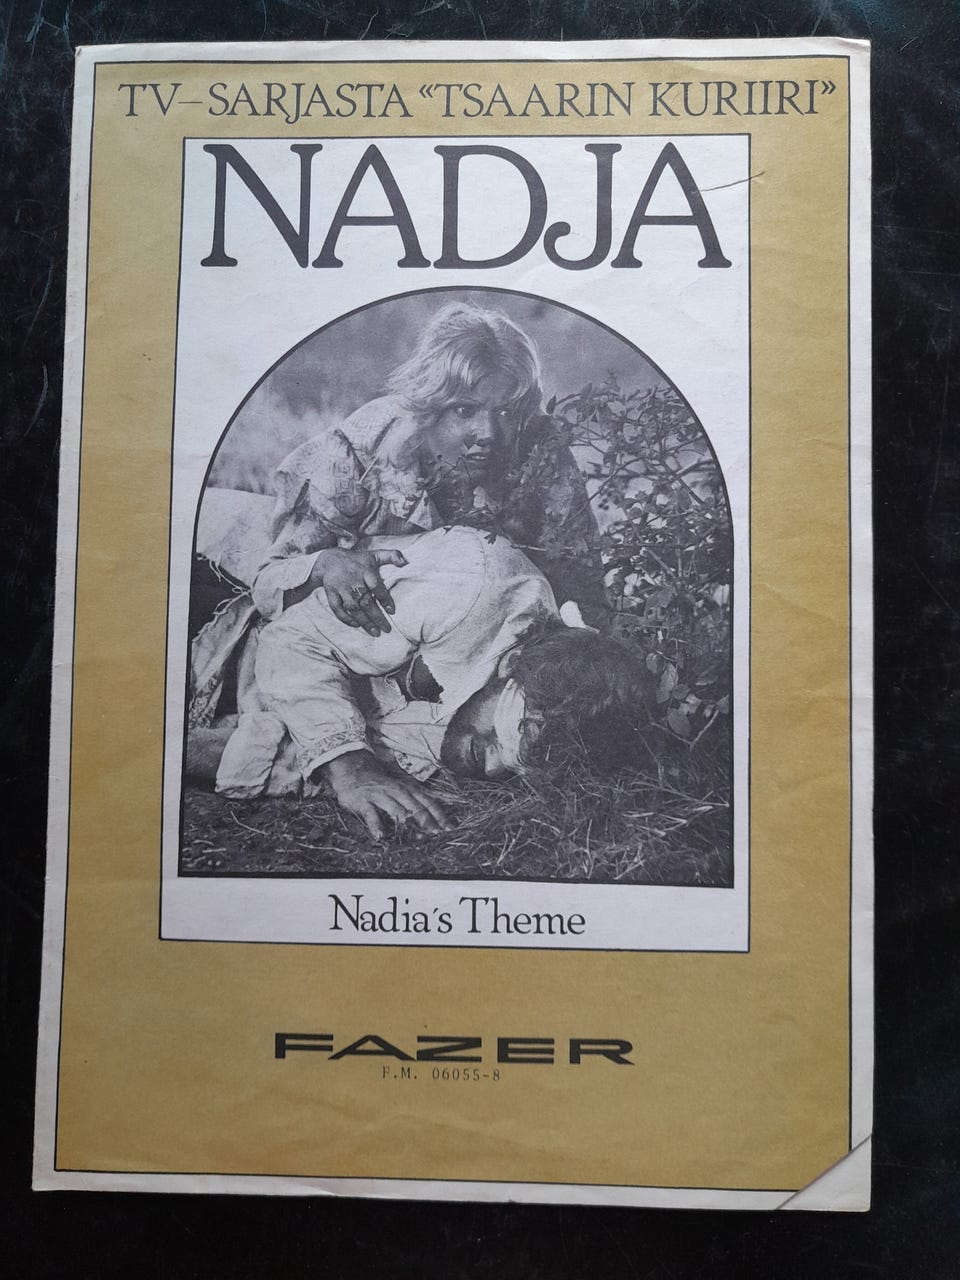 TV–SARJASTA “TSAARIN KURIIRI”
NADJA
Nadia´s Theme
FAZER
F.M. 06055-8